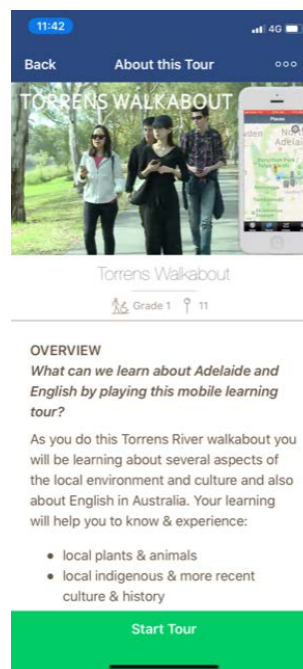 11:42
4G
Back
About this Tour
TORRENS WALKABOUT
Places
North
Adelaide
Torrens Walkabout
Grade 1
11
OVERVIEW
What can we learn about Adelaide and
English by playing this mobile learning
tour?
As you do this Torrens River walkabout you
will be learning about several aspects of
the local environment and culture and also
about English in Australia. Your learning
will help you to know & experience:
• local plants & animals
• local indigenous & more recent
culture & history
Start Tour